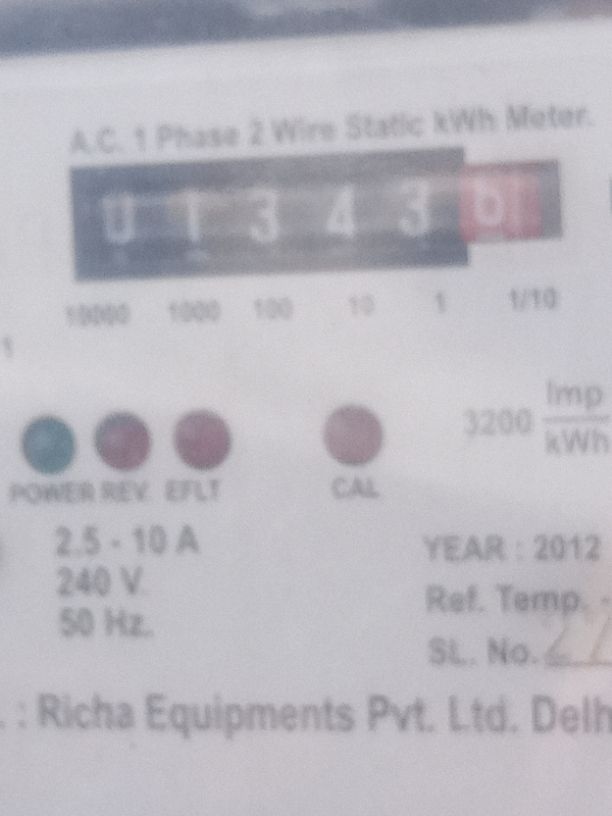 A.C. 1 Phase 2 Wire Static kWh Meter.
0 1 3 4 3 6
10000 1000 100 10 1 1/10
1
3200 Imp
kWh
POWER REV. EFLT CAL
2.5 - 10 A
240 V.
50 Hz.
YEAR : 2012
Ref. Temp. -
SL. No.
. : Richa Equipments Pvt. Ltd. Delh